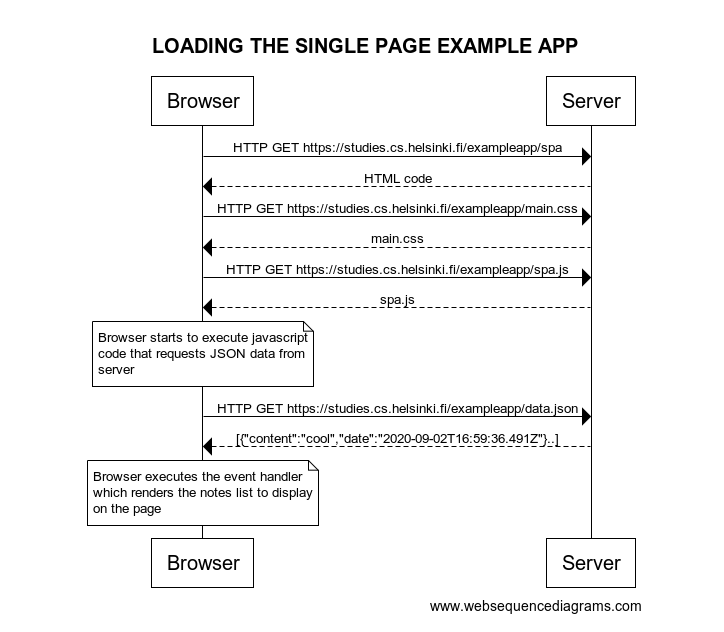 LOADING THE SINGLE PAGE EXAMPLE APP
Browser
Server
HTTP GET https://studies.cs.helsinki.fi/exampleapp/spa
HTML code
HTTP GET https://studies.cs.helsinki.fi/exampleapp/main.css
main.css
HTTP GET https://studies.cs.helsinki.fi/exampleapp/spa.js
spa.js
Browser starts to execute javascript
code that requests JSON data from
server
HTTP GET https://studies.cs.helsinki.fi/exampleapp/data.json
[{"content":"cool","date":"2020-09-02T16:59:36.491Z"}..]
Browser executes the event handler
which renders the notes list to display
on the page
Browser
Server
www.websequencediagrams.com